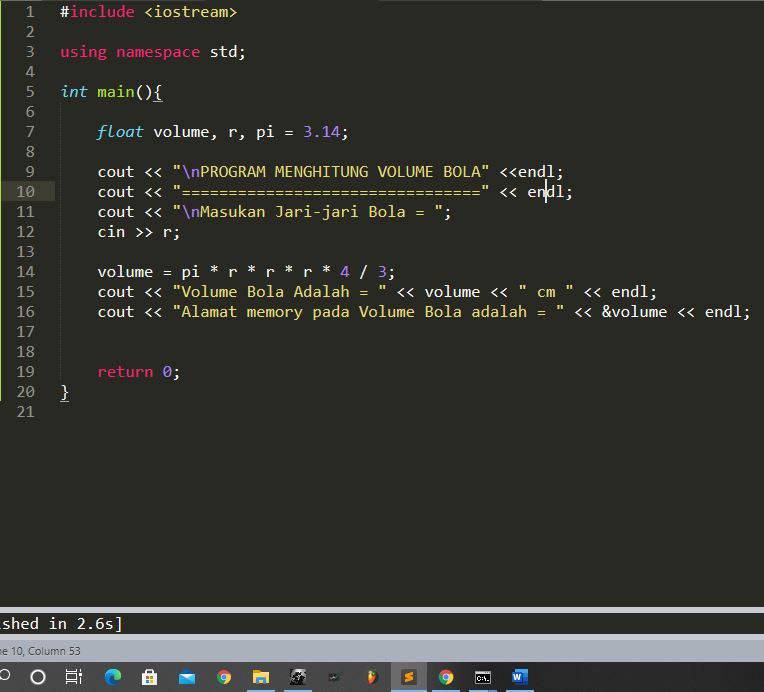 1 #include <iostream>
2
3 using namespace std;
4
5 int main(){
6
7 float volume, r, pi = 3.14;
8
9 cout << "\nPROGRAM MENGHITUNG VOLUME BOLA" <<endl;
10 cout << "================================" << endl;
11 cout << "\nMasukan Jari-jari Bola = ";
12 cin >> r;
13
14 volume = pi * r * r * r * 4 / 3;
15 cout << "Volume Bola Adalah = " << volume << " cm " << endl;
16 cout << "Alamat memory pada Volume Bola adalah = " << &volume << endl;
17
18
19 return 0;
20 }
21
shed in 2.6s]
ne 10, Column 53